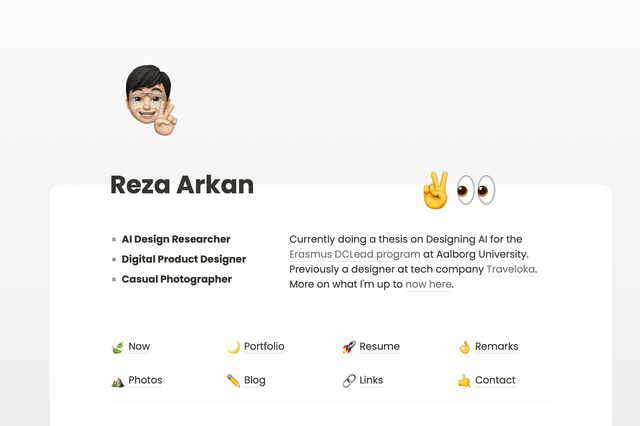 Reza Arkan
AI Design Researcher
Digital Product Designer
Casual Photographer
Currently doing a thesis on Designing AI for the
Erasmus DCLead program at Aalborg University.
Previously a designer at tech company Traveloka.
More on what I'm up to now here.
Now
Portfolio
Resume
Remarks
Photos
Blog
Links
Contact